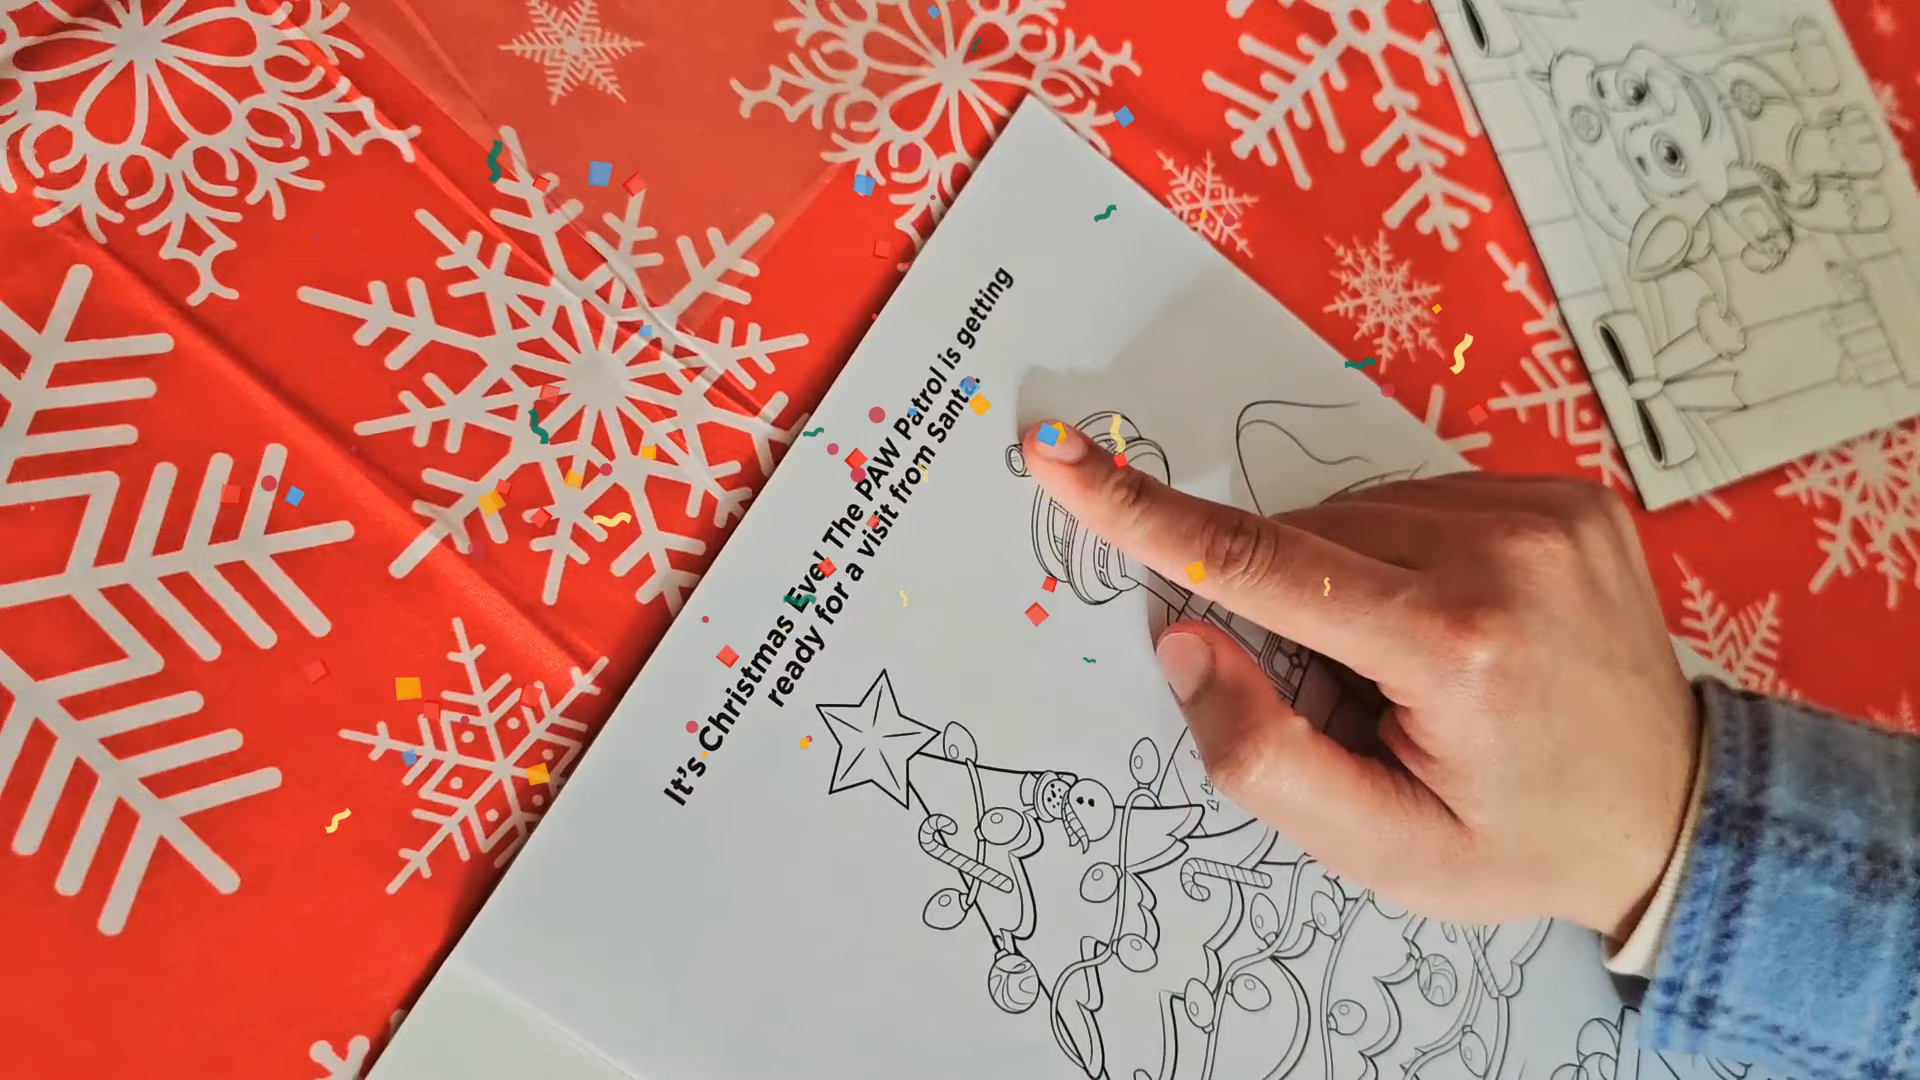 It's Christmas Eve! The PAW Patrol is getting
ready for a visit from Santa.